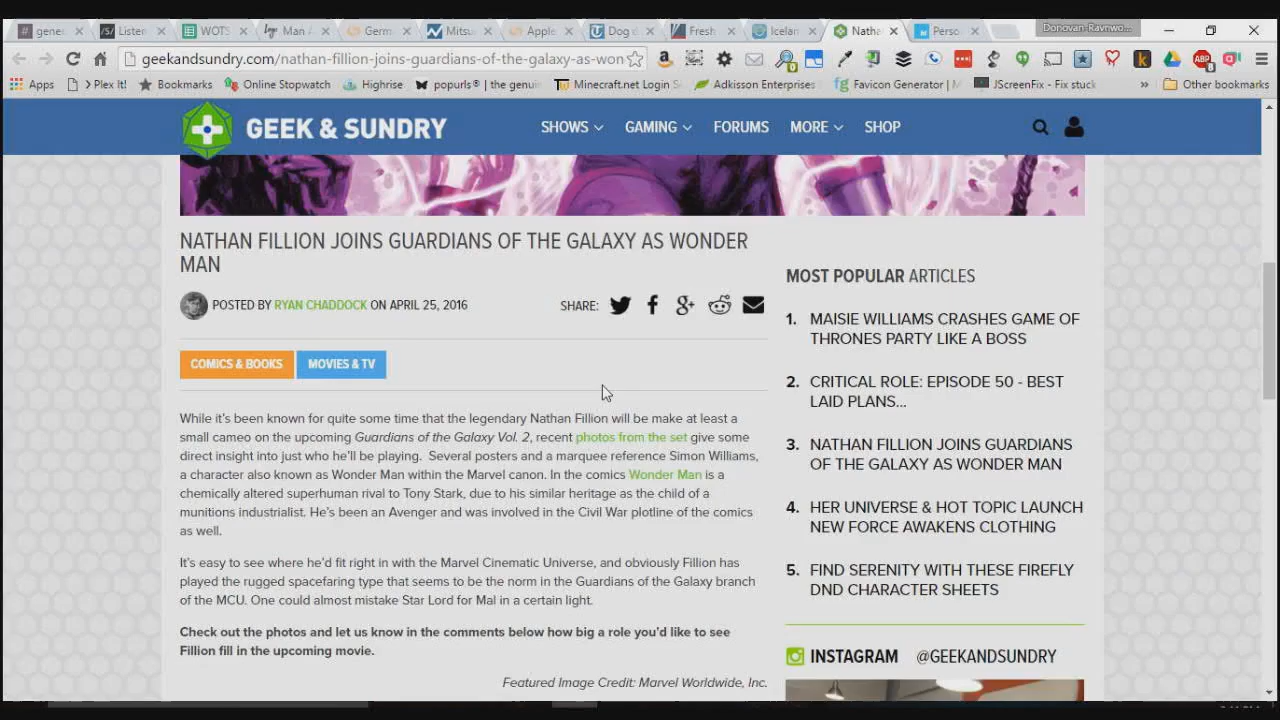 gene
Listen
WOTS
Man A
Germ
Mitsu
Apple
Dog d
Fresh
Icelan
Natha
Perso
Donovan-Ravnwo...
geekandsundry.com/nathan-fillion-joins-guardians-of-the-galaxy-as-won
Apps
> Plex It!
Bookmarks
Online Stopwatch
Highrise
popurls® | the genui
Minecraft.net Login S
Adkisson Enterprises
Favicon Generator | M
JScreenFix - Fix stuck
»
Other bookmarks
GEEK & SUNDRY
SHOWS
GAMING
FORUMS
MORE
SHOP
NATHAN FILLION JOINS GUARDIANS OF THE GALAXY AS WONDER
MAN
POSTED BY RYAN CHADDOCK ON APRIL 25, 2016
SHARE:
COMICS & BOOKS
MOVIES & TV
While it's been known for quite some time that the legendary Nathan Fillion will be make at least a
small cameo on the upcoming Guardians of the Galaxy Vol. 2, recent photos from the set give some
direct insight into just who he'll be playing. Several posters and a marquee reference Simon Williams,
a character also known as Wonder Man within the Marvel canon. In the comics Wonder Man is a
chemically altered superhuman rival to Tony Stark, due to his similar heritage as the child of a
munitions industrialist. He's been an Avenger and was involved in the Civil War plotline of the comics
as well.
It's easy to see where he'd fit right in with the Marvel Cinematic Universe, and obviously Fillion has
played the rugged spacefaring type that seems to be the norm in the Guardians of the Galaxy branch
of the MCU. One could almost mistake Star Lord for Mal in a certain light.
Check out the photos and let us know in the comments below how big a role you'd like to see
Fillion fill in the upcoming movie.
Featured Image Credit: Marvel Worldwide, Inc.
MOST POPULAR ARTICLES
1. MAISIE WILLIAMS CRASHES GAME OF
THRONES PARTY LIKE A BOSS
2. CRITICAL ROLE: EPISODE 50 - BEST
LAID PLANS...
3. NATHAN FILLION JOINS GUARDIANS
OF THE GALAXY AS WONDER MAN
4. HER UNIVERSE & HOT TOPIC LAUNCH
NEW FORCE AWAKENS CLOTHING
5. FIND SERENITY WITH THESE FIREFLY
DND CHARACTER SHEETS
INSTAGRAM @GEEKANDSUNDRY